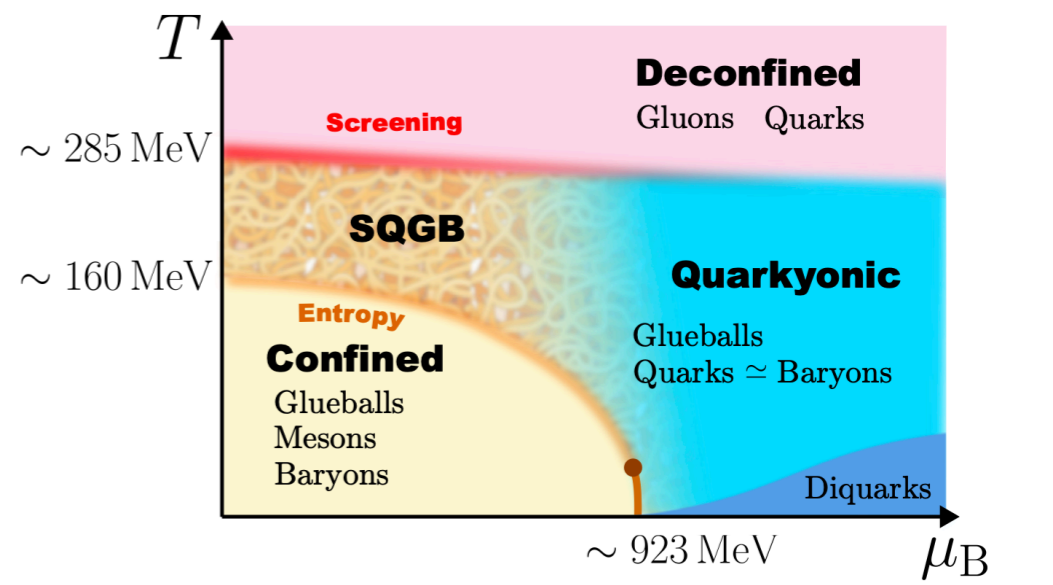 T
Deconfined
Gluons Quarks
Screening
∼ 285 MeV
SQGB
∼ 160 MeV
Quarkyonic
Entropy
Glueballs
Quarks ≃ Baryons
Confined
Glueballs
Mesons
Baryons
Diquarks
∼ 923 MeV
μB